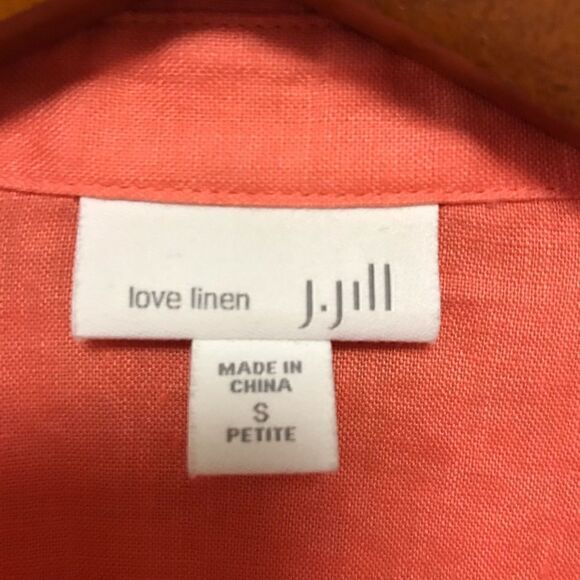 love linen J.Jill
MADE IN
CHINA
S
PETITE